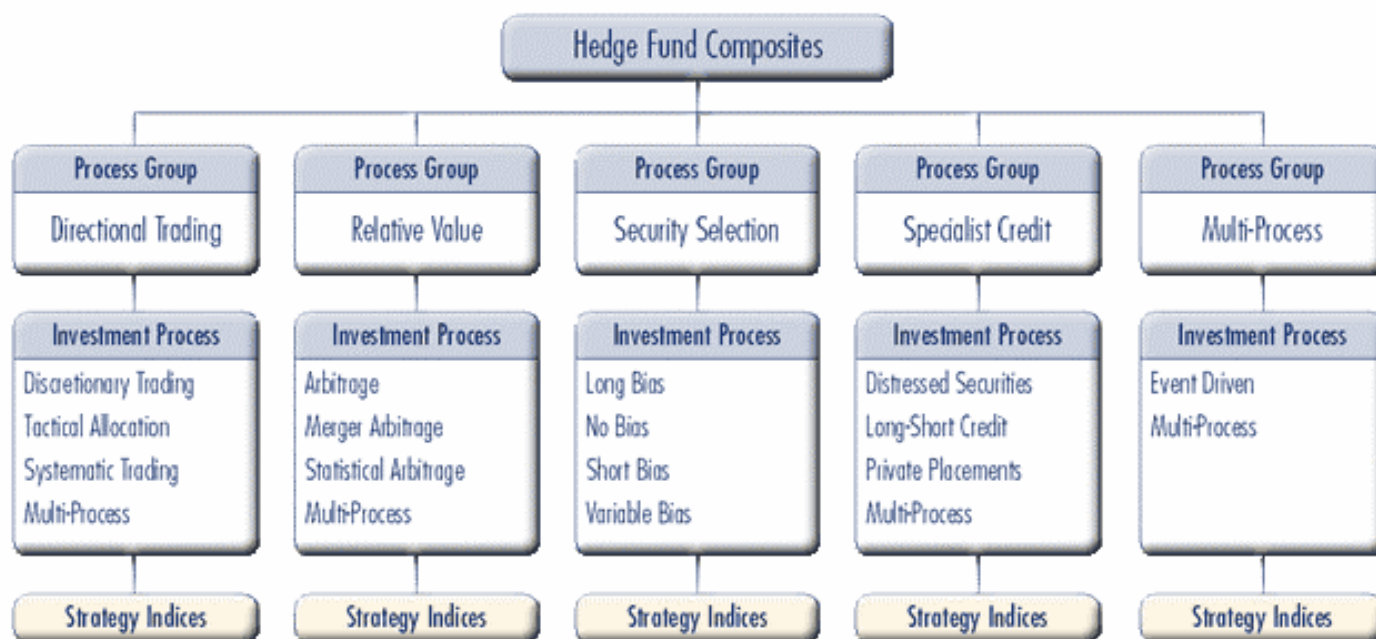 Hedge Fund Composites
Process Group
Directional Trading
Process Group
Relative Value
Process Group
Security Selection
Process Group
Specialist Credit
Process Group
Multi-Process
Investment Process
Discretionary Trading
Tactical Allocation
Systematic Trading
Multi-Process
Investment Process
Arbitrage
Merger Arbitrage
Statistical Arbitrage
Multi-Process
Investment Process
Long Bias
No Bias
Short Bias
Variable Bias
Investment Process
Distressed Securities
Long-Short Credit
Private Placements
Multi-Process
Investment Process
Event Driven
Multi-Process
Strategy Indices
Strategy Indices
Strategy Indices
Strategy Indices
Strategy Indices